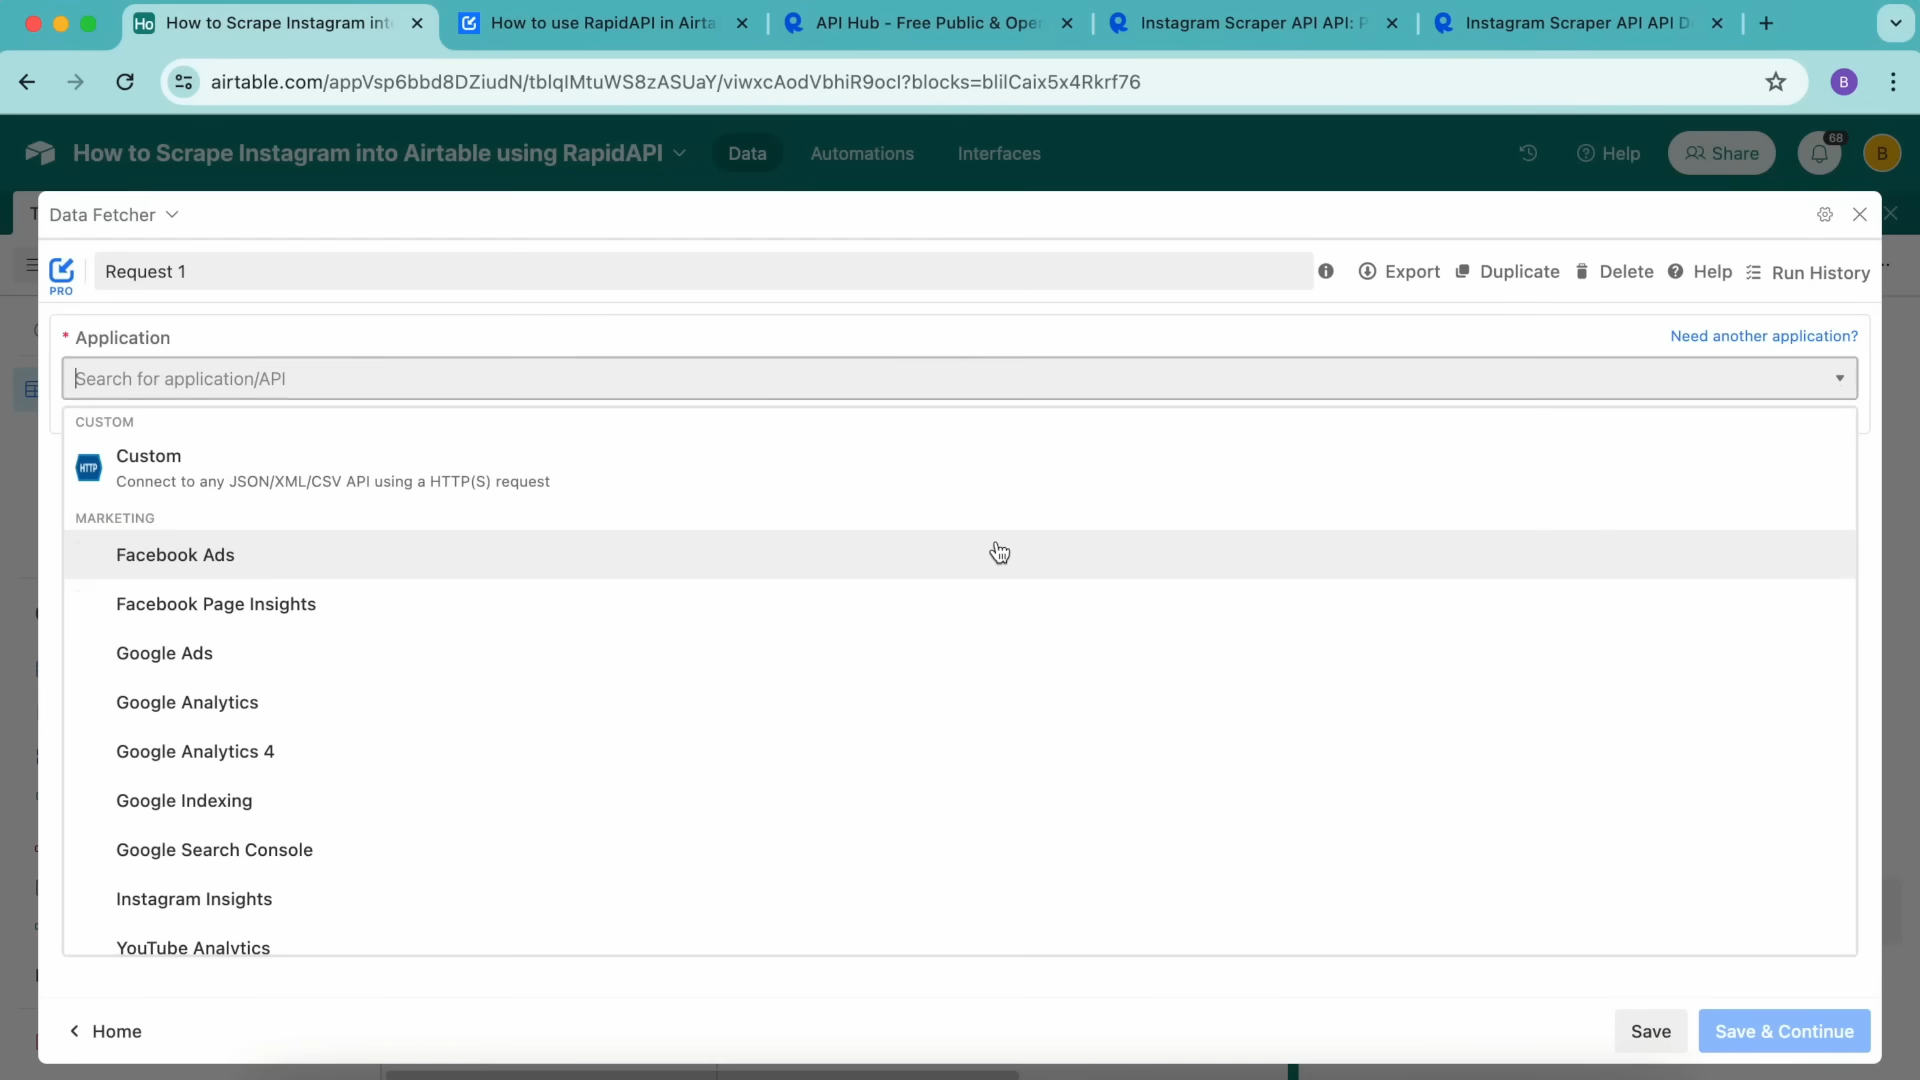 Ho How to Scrape Instagram int
How to use RapidAPI in Airta
API Hub - Free Public & Ope
Instagram Scraper API API: P
Instagram Scraper API API D
airtable.com/appVsp6bbd8DZiudN/tblqIMtuWS8zASUaY/viwxcAodVbhiR9ocI?blocks=blilCaix5x4Rkrf76
B
How to Scrape Instagram into Airtable using RapidAPI
Data
Automations
Interfaces
Help
Share
68
B
Data Fetcher
PRO
Request 1
Export
Duplicate
Delete
Help
Run History
* Application
Need another application?
Search for application/API
CUSTOM
HTTP
Custom
Connect to any JSON/XML/CSV API using a HTTP(S) request
MARKETING
Facebook Ads
Facebook Page Insights
Google Ads
Google Analytics
Google Analytics 4
Google Indexing
Google Search Console
Instagram Insights
YouTube Analytics
Home
Save
Save & Continue